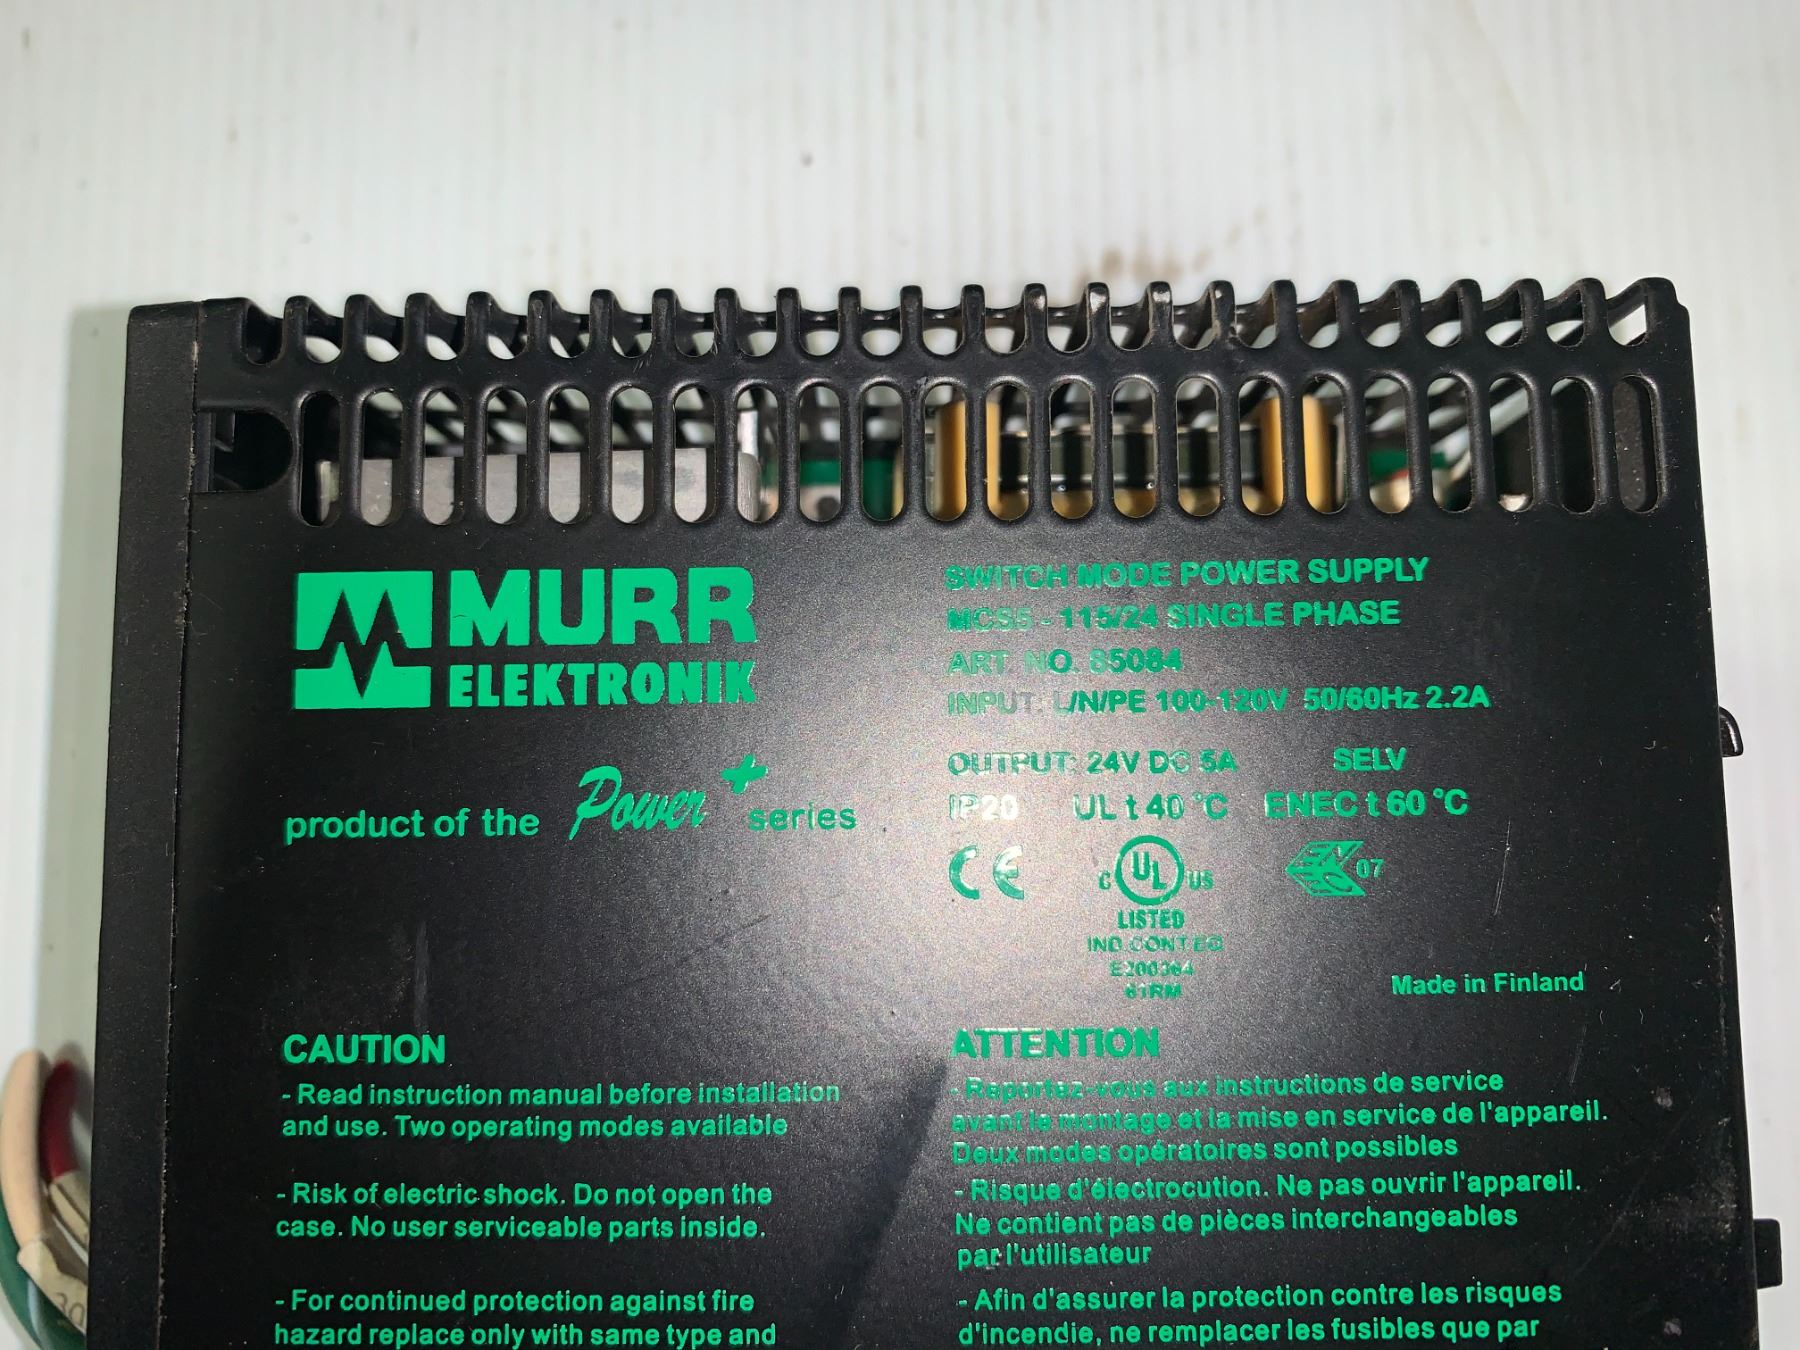 MURR
ELEKTRONIK
product of the Power+ series
SWITCH MODE POWER SUPPLY
MCS5 - 115/24 SINGLE PHASE
ART. NO. 85084
INPUT: L/N/PE 100-120V 50/60Hz 2.2A
OUTPUT: 24V DC 5A SELV
IP20 UL t 40 °C ENEC t 60 °C
CE C UL US 07
LISTED
IND.CONT.EQ
E200364
61RM
Made in Finland
CAUTION
- Read instruction manual before installation
and use. Two operating modes available
- Risk of electric shock. Do not open the
case. No user serviceable parts inside.
- For continued protection against fire
hazard replace only with same type and
ATTENTION
- Reportez-vous aux instructions de service
avant le montage et la mise en service de l'appareil.
Deux modes opératoires sont possibles
- Risque d'électrocution. Ne pas ouvrir l'appareil.
Ne contient pas de pièces interchangeables
par l'utilisateur
- Afin d'assurer la protection contre les risques
d'incendie, ne remplacer les fusibles que par
30